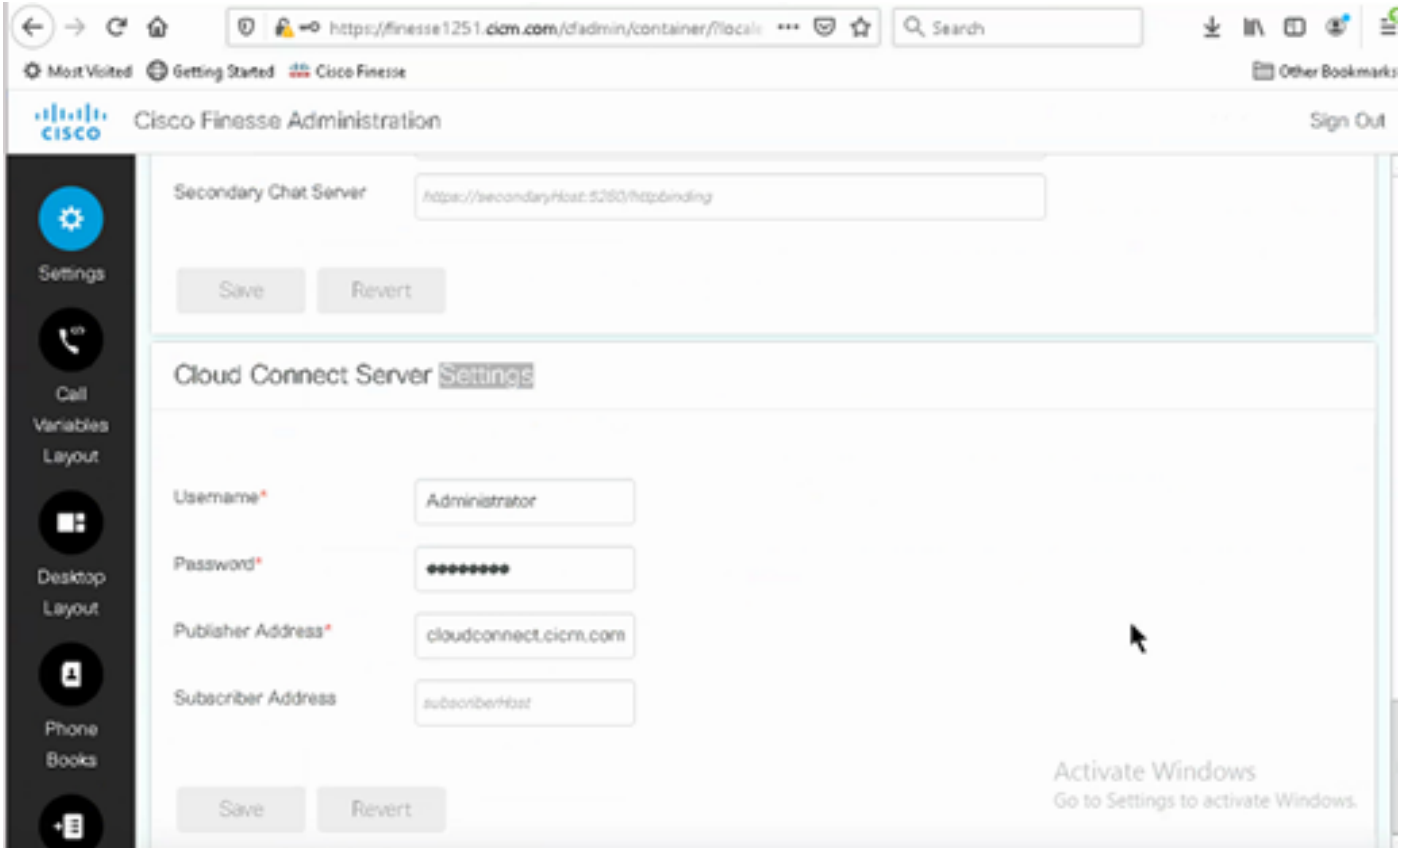 https://finesse1251.cicm.com/cfadmin/container/?locale
Search
Most Visited
Getting Started
Cisco Finesse
Other Bookmarks
CISCO
Cisco Finesse Administration
Sign Out
Secondary Chat Server
https://secondaryHost:5280/httpbinding
Save
Revert
Settings
Call
Variables
Layout
Desktop
Layout
Phone
Books
Cloud Connect Server Settings
Username*
Administrator
Password*
Publisher Address*
cloudconnect.cicm.com
Subscriber Address
subscriberHost
Save
Revert
Activate Windows
Go to Settings to activate Windows.